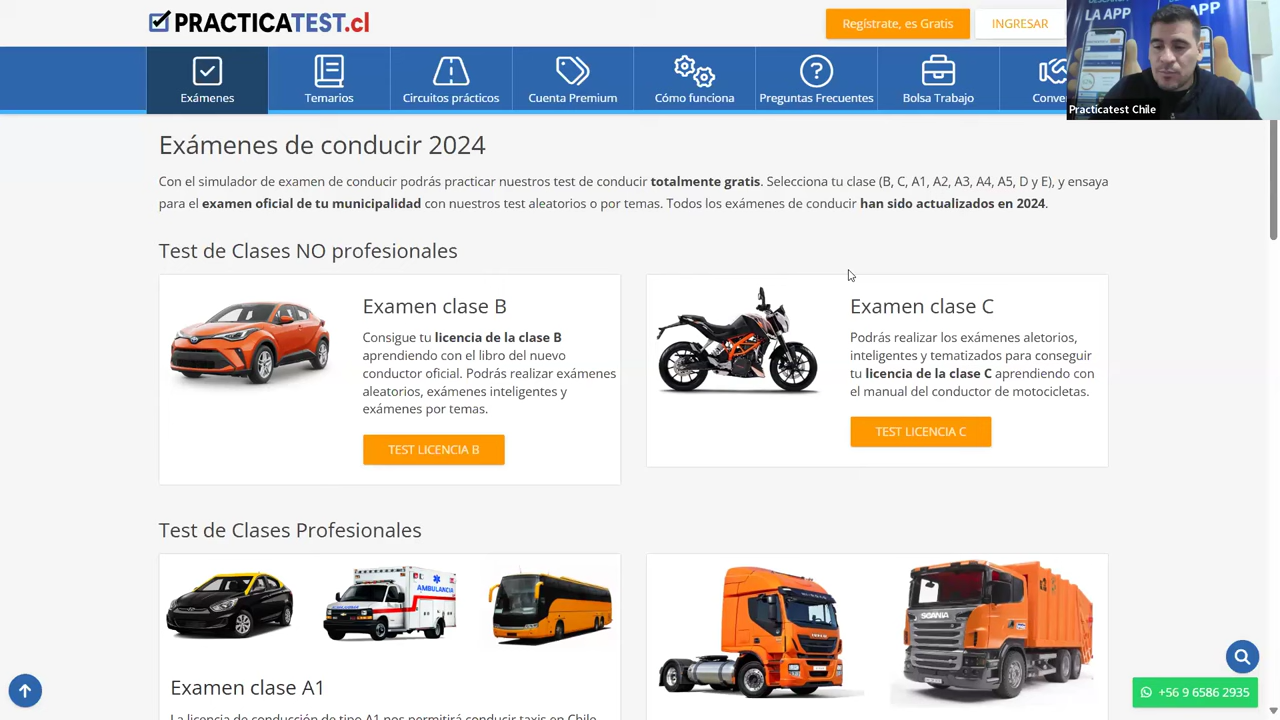 PRACTICATEST.cl
Regístrate, es Gratis
INGRESAR
LA APP
LA APP
Practicatest Chile
Exámenes
Temarios
Circuitos prácticos
Cuenta Premium
Cómo funciona
Preguntas Frecuentes
Bolsa Trabajo
Exámenes de conducir 2024
Con el simulador de examen de conducir podrás practicar nuestros test de conducir totalmente gratis. Selecciona tu clase (B, C, A1, A2, A3, A4, A5, D y E), y ensaya
para el examen oficial de tu municipalidad con nuestros test aleatorios o por temas. Todos los exámenes de conducir han sido actualizados en 2024.
Test de Clases NO profesionales
Examen clase B
Consigue tu licencia de la clase B
aprendiendo con el libro del nuevo
conductor oficial. Podrás realizar exámenes
aleatorios, exámenes inteligentes y
exámenes por temas.
TEST LICENCIA B
Examen clase C
Podrás realizar los exámenes aletorios,
inteligentes y tematizados para conseguir
tu licencia de la clase C aprendiendo con
el manual del conductor de motocicletas.
TEST LICENCIA C
Test de Clases Profesionales
AMBULANCIA
SCANIA
Examen clase A1
La licencia de conducción de tipo A1 nos permitirá conducir taxis en Chile
+56 9 6586 2935